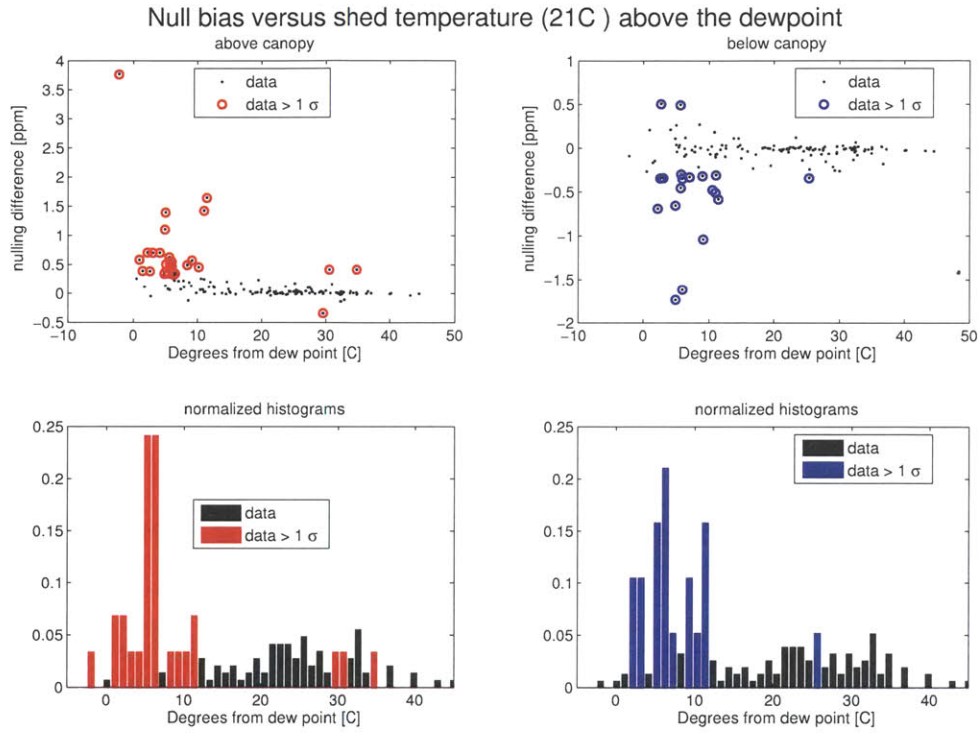 Null bias versus shed temperature (21C ) above the dewpoint
above canopy
4
3.5
3
2.5
2
1.5
1
0.5
0
−0.5
−10
0
10
20
30
40
50
nulling difference [ppm]
Degrees from dew point [C]
data
data > 1 σ
below canopy
1
0.5
0
−0.5
−1
−1.5
−2
−10
0
10
20
30
40
50
nulling difference [ppm]
Degrees from dew point [C]
data
data > 1 σ
normalized histograms
0.25
0.2
0.15
0.1
0.05
0
0
10
20
30
40
Degrees from dew point [C]
data
data > 1 σ
normalized histograms
0.25
0.2
0.15
0.1
0.05
0
0
10
20
30
40
Degrees from dew point [C]
data
data > 1 σ